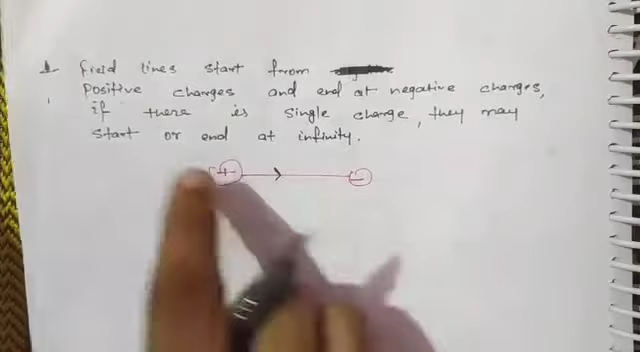 1 field lines start from
Positive charges and end at negative charges,
if there is single charge, they may
start or end at infinity.
+ -